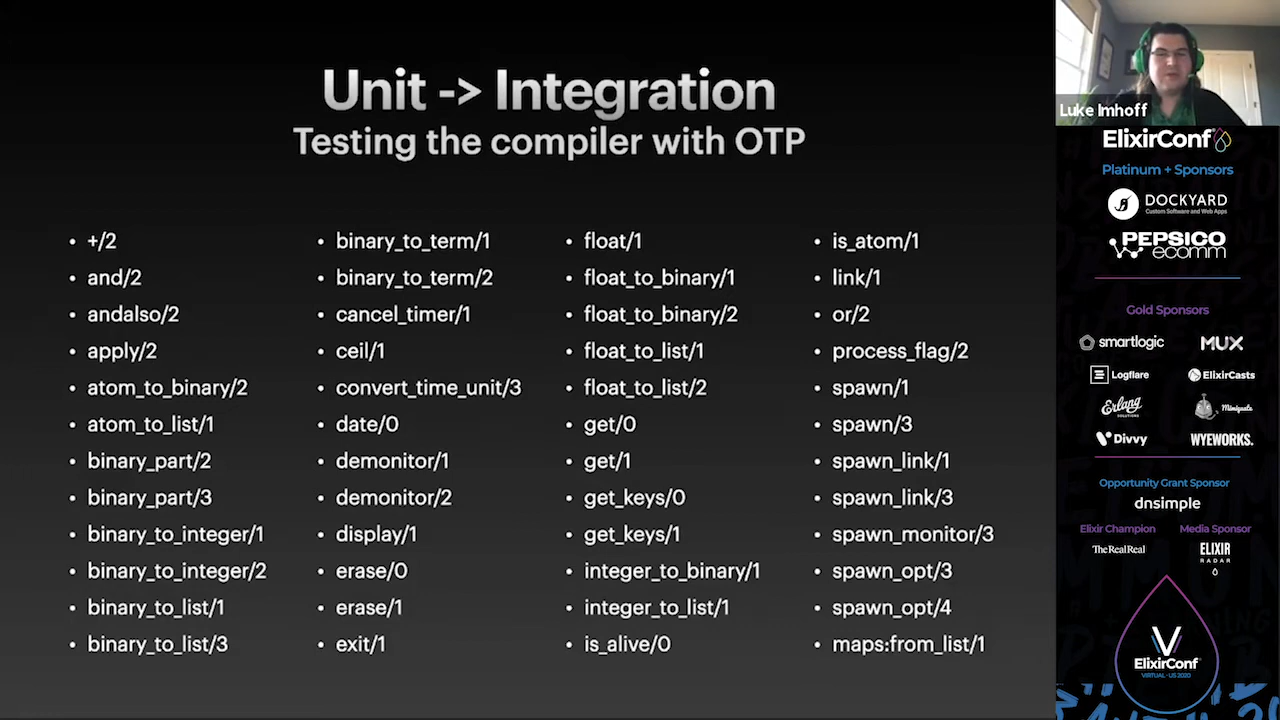 Unit -> Integration
Testing the compiler with OTP
• +/2
• and/2
• andalso/2
• apply/2
• atom_to_binary/2
• atom_to_list/1
• binary_part/2
• binary_part/3
• binary_to_integer/1
• binary_to_integer/2
• binary_to_list/1
• binary_to_list/3
• binary_to_term/1
• binary_to_term/2
• cancel_timer/1
• ceil/1
• convert_time_unit/3
• date/0
• demonitor/1
• demonitor/2
• display/1
• erase/0
• erase/1
• exit/1
• float/1
• float_to_binary/1
• float_to_binary/2
• float_to_list/1
• float_to_list/2
• get/0
• get/1
• get_keys/0
• get_keys/1
• integer_to_binary/1
• integer_to_list/1
• is_alive/0
• is_atom/1
• link/1
• or/2
• process_flag/2
• spawn/1
• spawn/3
• spawn_link/1
• spawn_link/3
• spawn_monitor/3
• spawn_opt/3
• spawn_opt/4
• maps:from_list/1
Luke Imhoff
ElixirConf
Platinum + Sponsors
DOCKYARD
Custom Software and Web Apps
PEPSICO
ecomm
Gold Sponsors
smartlogic
MUX
Logflare
ElixirCasts
Erlang
SOLUTIONS
Mimiquate
Divvy
WYEWORKS.
Opportunity Grant Sponsor
dnsimple
Elixir Champion
Media Sponsor
TheRealReal
ELIXIR
RADAR
ElixirConf
VIRTUAL · US 2020